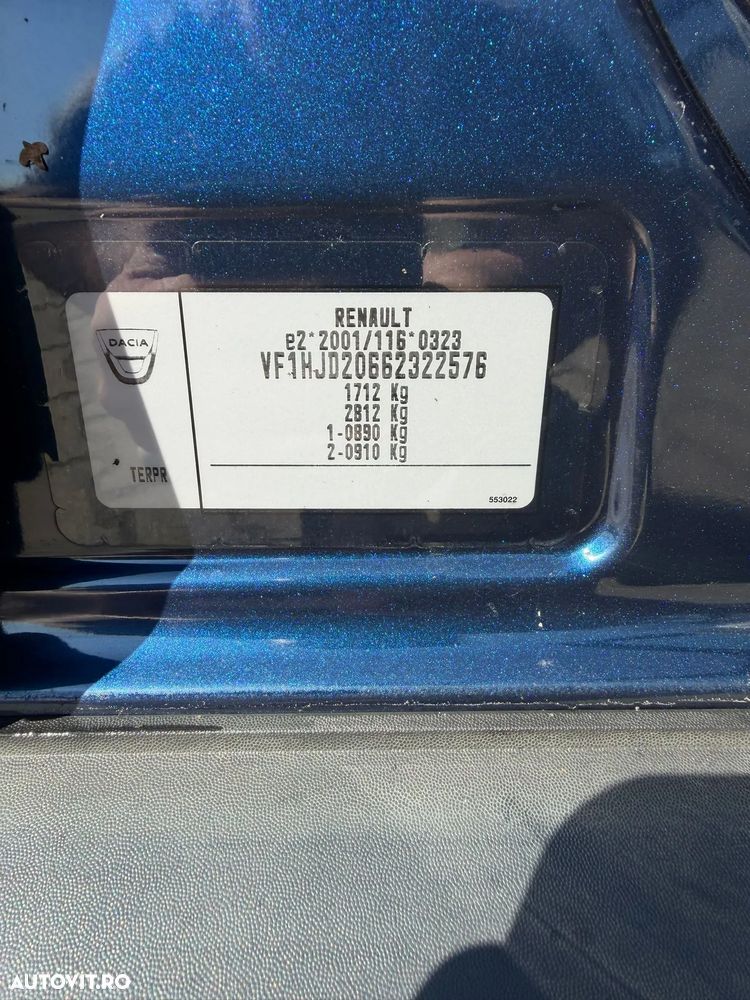 DACIA
RENAULT
e2*2001/116*0323
VF1HJD20662322576
1712 Kg
2812 Kg
1-0890 Kg
2-0910 Kg
TERPR
553022
AUTOVIT.RO